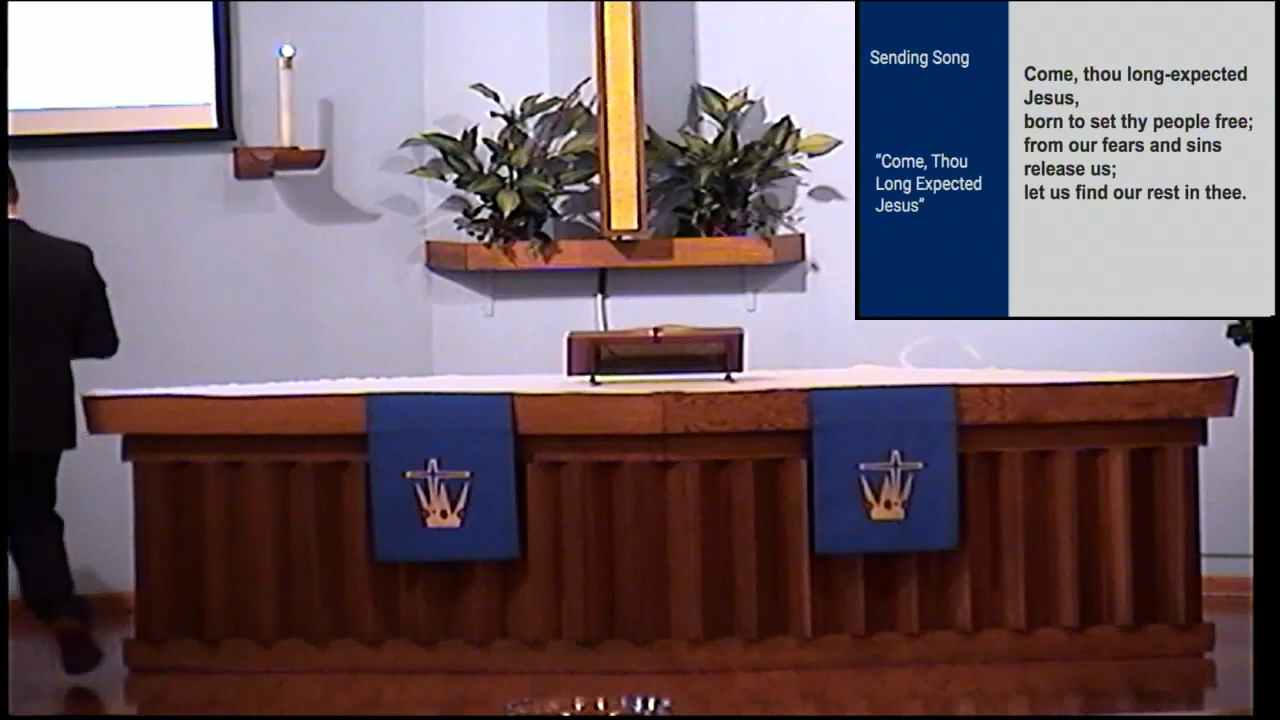 Sending Song
"Come, Thou
Long Expected
Jesus"
Come, thou long-expected
Jesus,
born to set thy people free;
from our fears and sins
release us;
let us find our rest in thee.